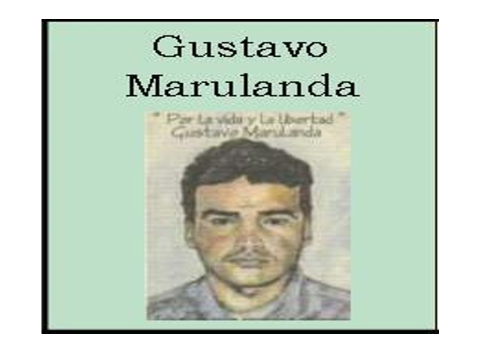 Gustavo
Marulanda
" Por la vida y la libertad "
Gustavo Marulanda